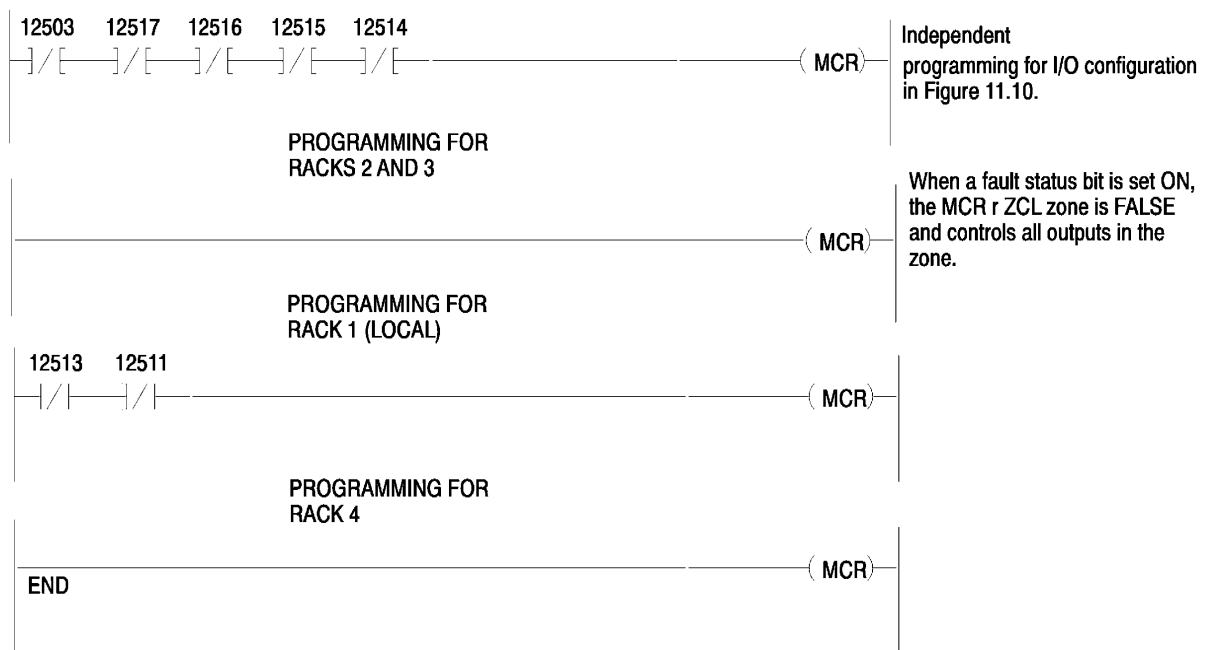 12503 12517 12516 12515 12514
MCR
Independent
programming for I/O configuration
in Figure 11.10.
PROGRAMMING FOR
RACKS 2 AND 3
When a fault status bit is set ON,
the MCR r ZCL zone is FALSE
and controls all outputs in the
zone.
MCR
PROGRAMMING FOR
RACK 1 (LOCAL)
12513 12511
MCR
PROGRAMMING FOR
RACK 4
MCR
END